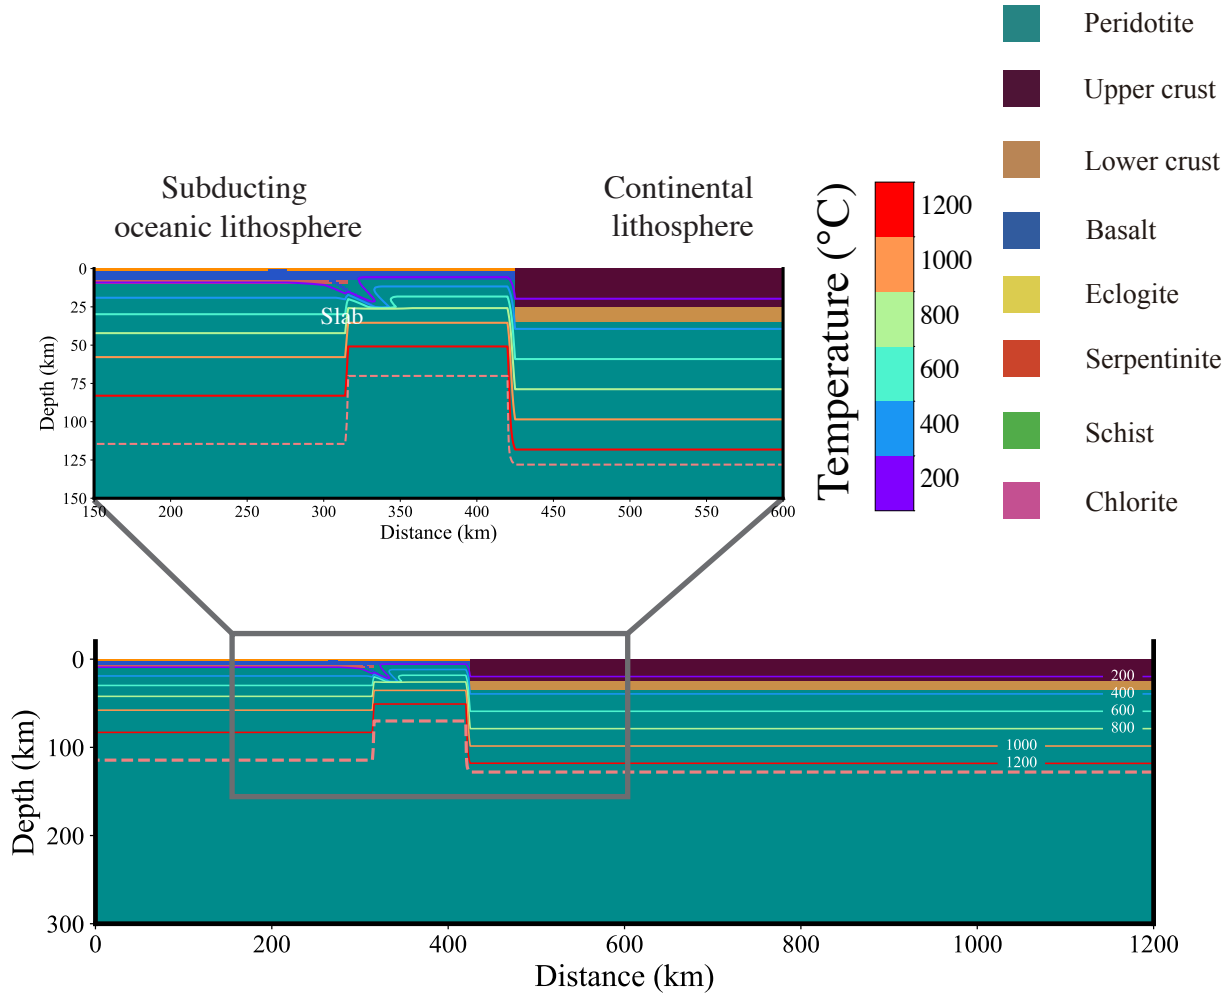 Peridotite
Upper crust
Lower crust
Basalt
Eclogite
Serpentinite
Schist
Chlorite
Subducting
oceanic lithosphere
Continental
lithosphere
Temperature (°C)
1200
1000
800
600
400
200
Depth (km)
0
25
50
75
100
125
150
Slab
150 200 250 300 350 400 450 500 550 600
Distance (km)
Depth (km)
0
100
200
300
200
400
600
800
1000
1200
0 200 400 600 800 1000 1200
Distance (km)